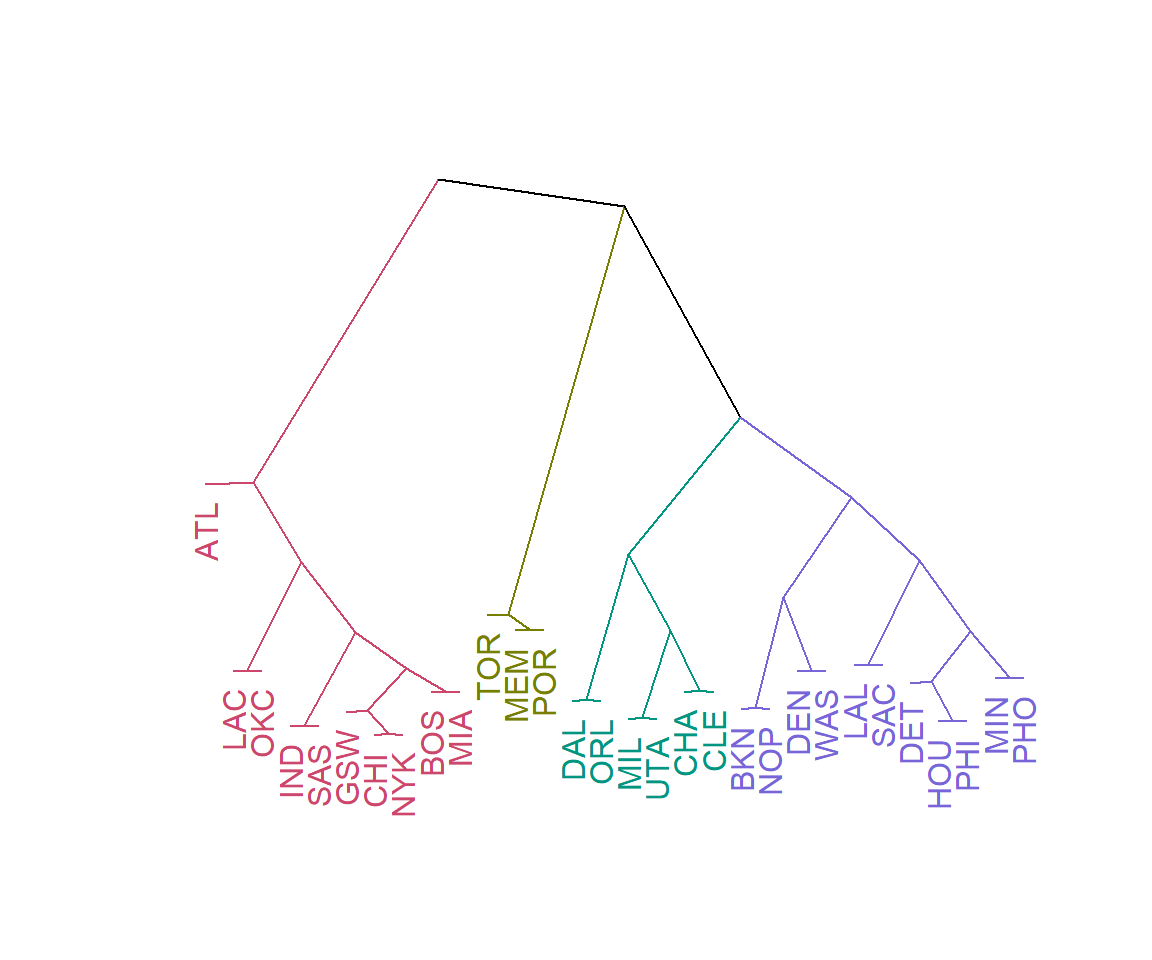 ATL
LAC
OKC
IND
SAS
GSW
CHI
NYK
BOS
MIA
TOR
MEM
POR
DAL
ORL
MIL
UTA
CHA
CLE
BKN
NOP
DEN
WAS
LAL
SAC
DET
HOU
PHI
MIN
PHO